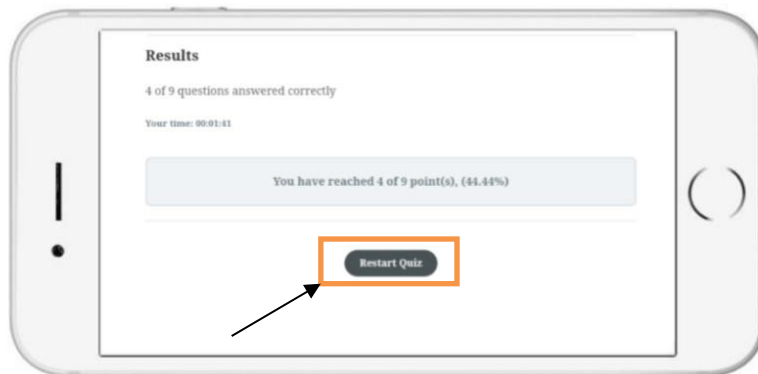 Results
4 of 9 questions answered correctly
Your time: 00:01:41
You have reached 4 of 9 point(s), (44.44%)
Restart Quiz